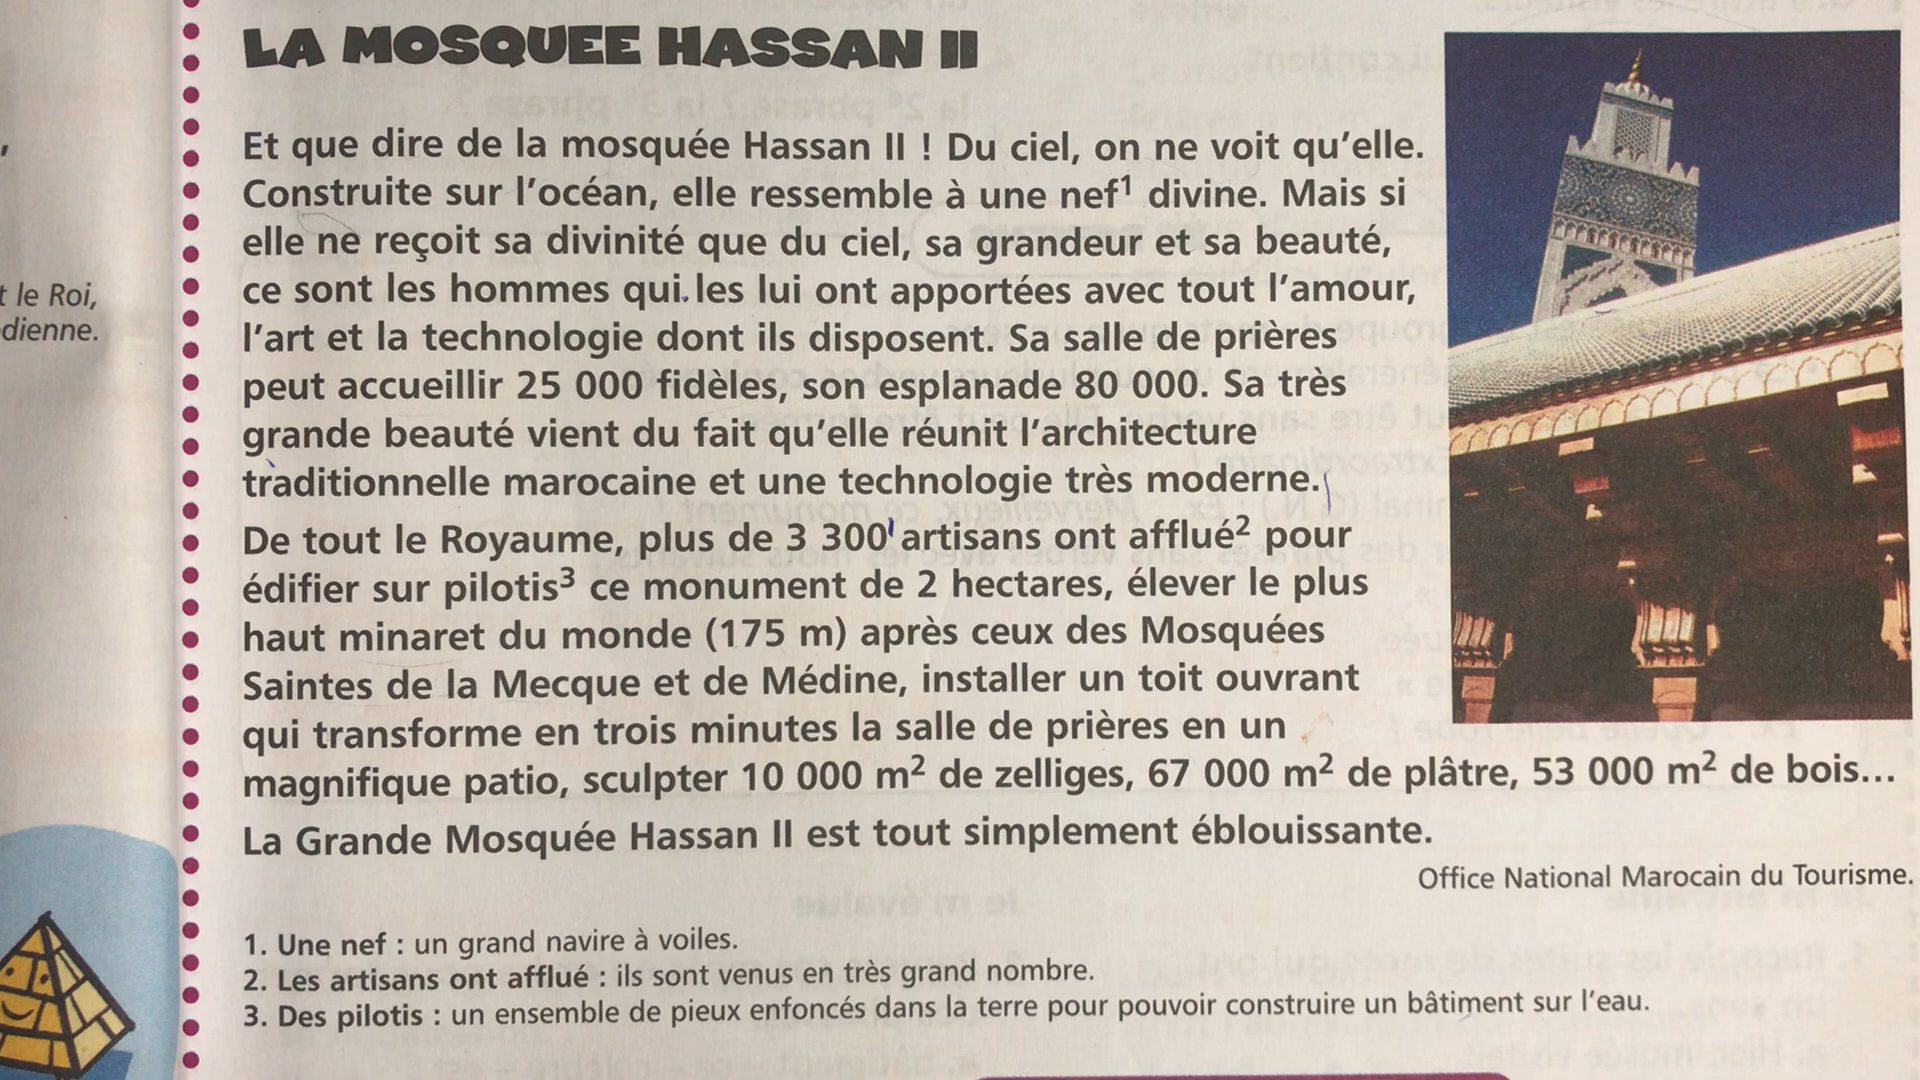 LA MOSQUEE HASSAN II
Et que dire de la mosquée Hassan II ! Du ciel, on ne voit qu'elle.
Construite sur l'océan, elle ressemble à une nef¹ divine. Mais si
elle ne reçoit sa divinité que du ciel, sa grandeur et sa beauté,
ce sont les hommes qui les lui ont apportées avec tout l'amour,
l'art et la technologie dont ils disposent. Sa salle de prières
peut accueillir 25 000 fidèles, son esplanade 80 000. Sa très
grande beauté vient du fait qu'elle réunit l'architecture
traditionnelle marocaine et une technologie très moderne.
De tout le Royaume, plus de 3 300 artisans ont afflué² pour
édifier sur pilotis³ ce monument de 2 hectares, élever le plus
haut minaret du monde (175 m) après ceux des Mosquées
Saintes de la Mecque et de Médine, installer un toit ouvrant
qui transforme en trois minutes la salle de prières en un
magnifique patio, sculpter 10 000 m² de zelliges, 67 000 m² de plâtre, 53 000 m² de bois...
La Grande Mosquée Hassan II est tout simplement éblouissante.
Office National Marocain du Tourisme.
1. Une nef : un grand navire à voiles.
2. Les artisans ont afflué : ils sont venus en très grand nombre.
3. Des pilotis : un ensemble de pieux enfoncés dans la terre pour pouvoir construire un bâtiment sur l'eau.
le Roi,
dienne.